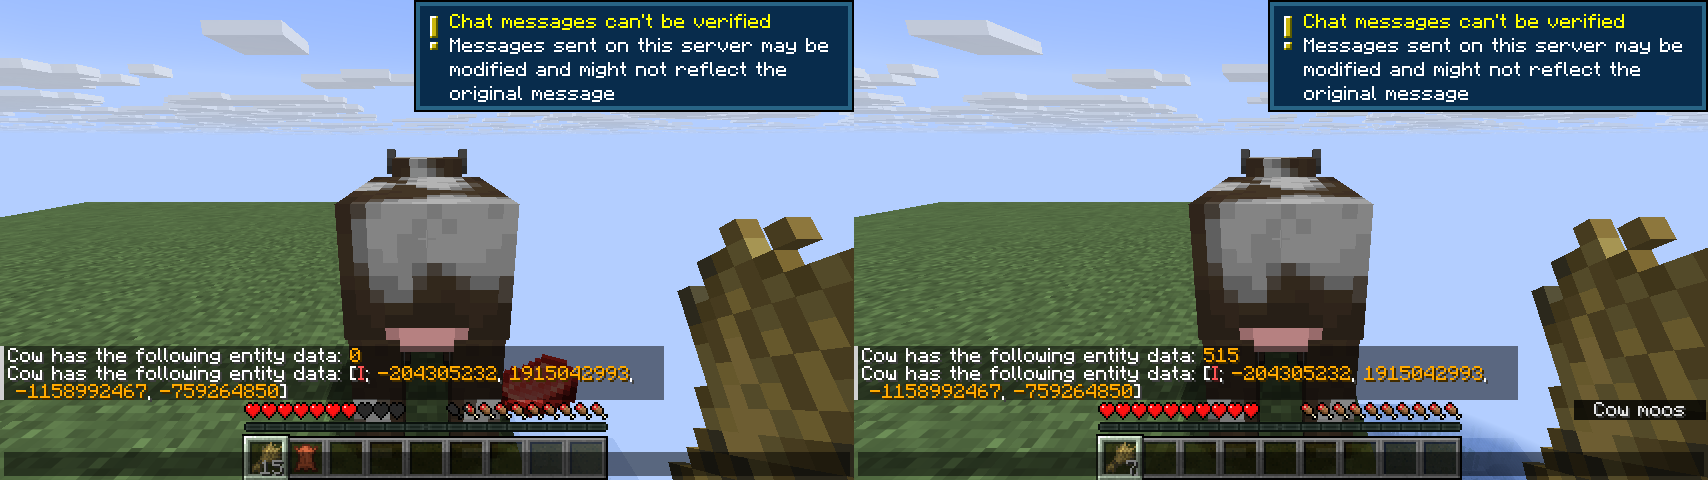 Chat messages can't be verified
Messages sent on this server may be
modified and might not reflect the
original message
Cow has the following entity data: 0
Cow has the following entity data: [I; -204305232, 1915042993,
-1158992467, -759264850]
15
Chat messages can't be verified
Messages sent on this server may be
modified and might not reflect the
original message
Cow has the following entity data: 515
Cow has the following entity data: [I; -204305232, 1915042993,
-1158992467, -759264850]
Cow moos
7